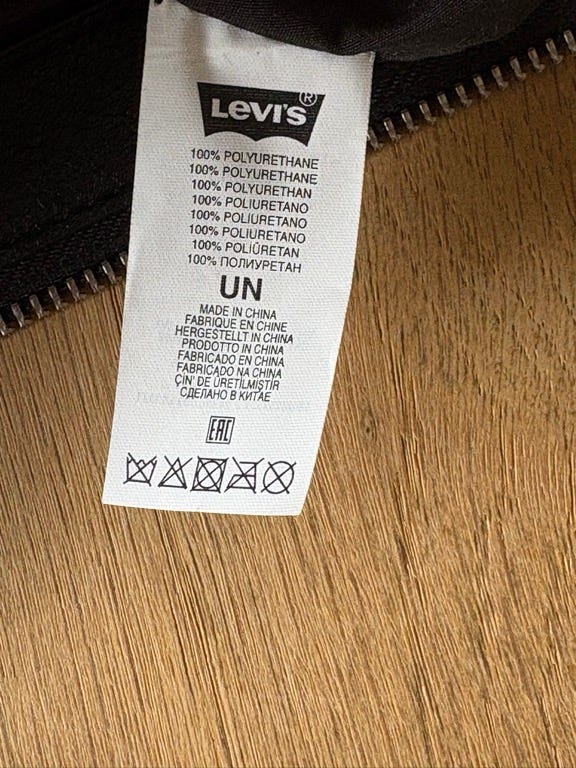 LEVI'S ®
100% POLYURETHANE
100% POLYURETHANE
100% POLYURETHAN
100% POLIURETANO
100% POLIURETANO
100% POLIURETANO
100% POLIÜRETAN
100% ПОЛИУРЕТАН
UN
MADE IN CHINA
FABRIQUE EN CHINE
HERGESTELLT IN CHINA
PRODOTTO IN CHINA
FABRICADO EN CHINA
FABRICADO NA CHINA
ÇIN' DE ÜRETILMIŞTIR
СДЕЛАНО В КИТАЕ
EAC